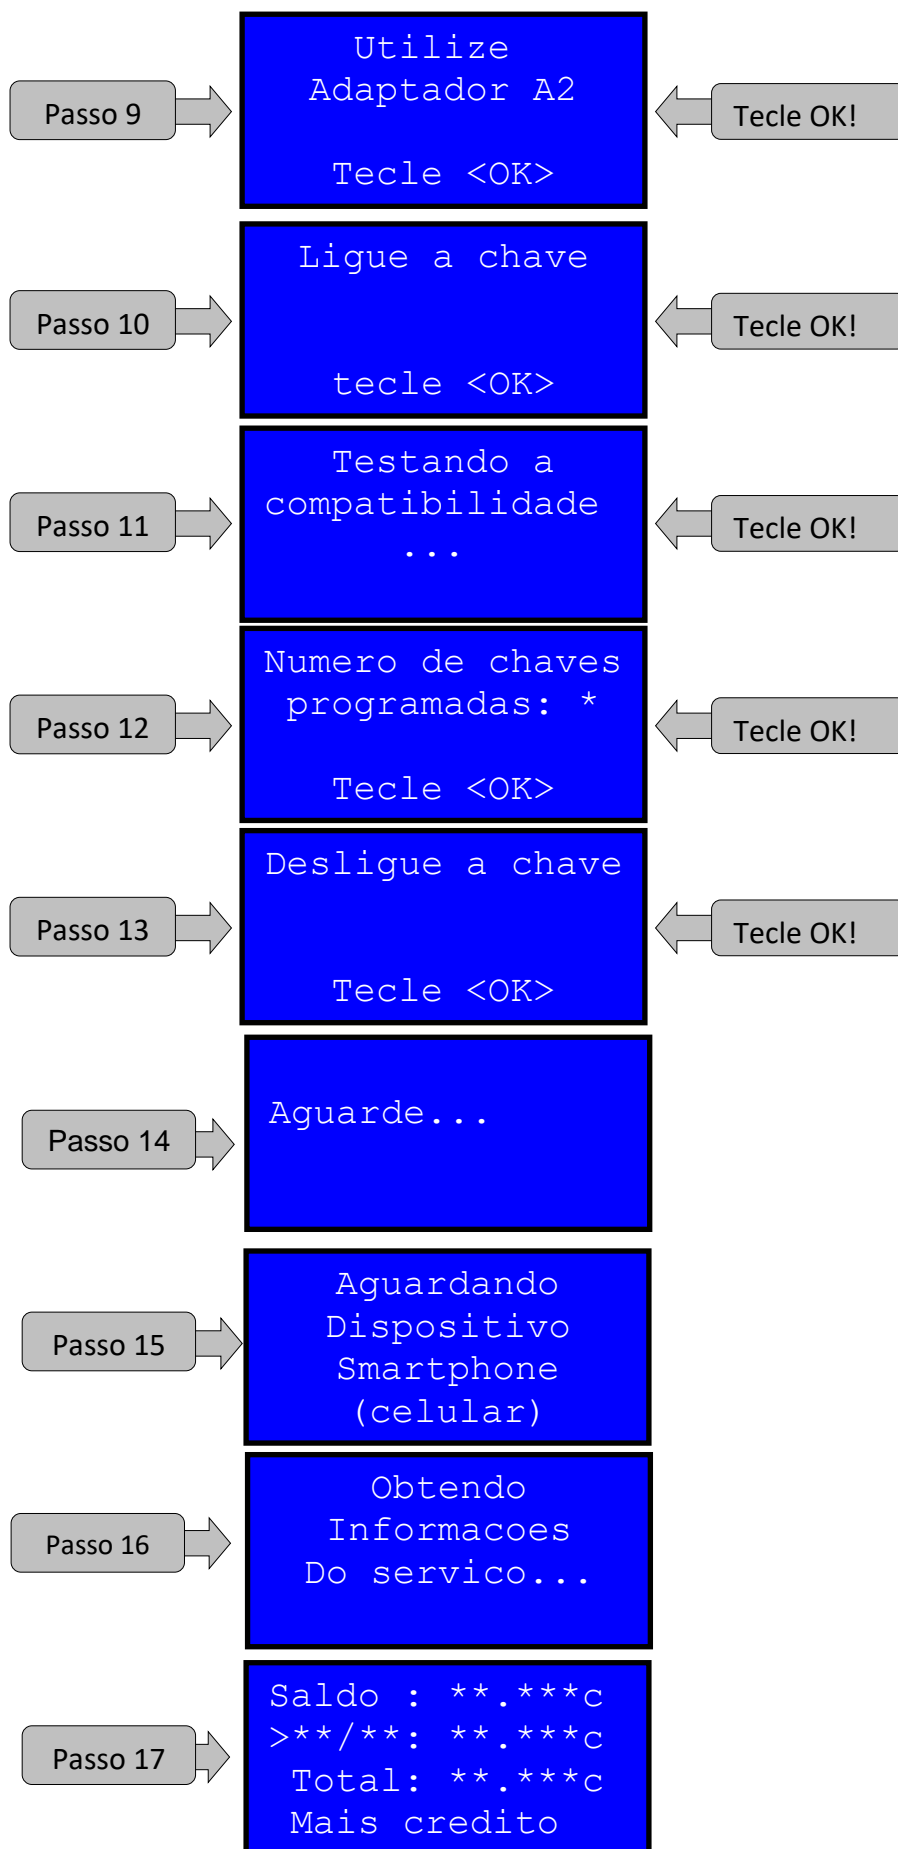 Passo 9
Utilize
Adaptador A2
Tecle <OK>
Tecle OK!
Passo 10
Ligue a chave
tecle <OK>
Tecle OK!
Passo 11
Testando a
compatibilidade
...
Tecle OK!
Passo 12
Numero de chaves
programadas: *
Tecle <OK>
Tecle OK!
Passo 13
Desligue a chave
Tecle <OK>
Tecle OK!
Passo 14
Aguarde...
Passo 15
Aguardando
Dispositivo
Smartphone
(celular)
Passo 16
Obtendo
Informacoes
Do servico...
Passo 17
Saldo : **.***c
>**/**: **.***c
Total: **.***c
Mais credito